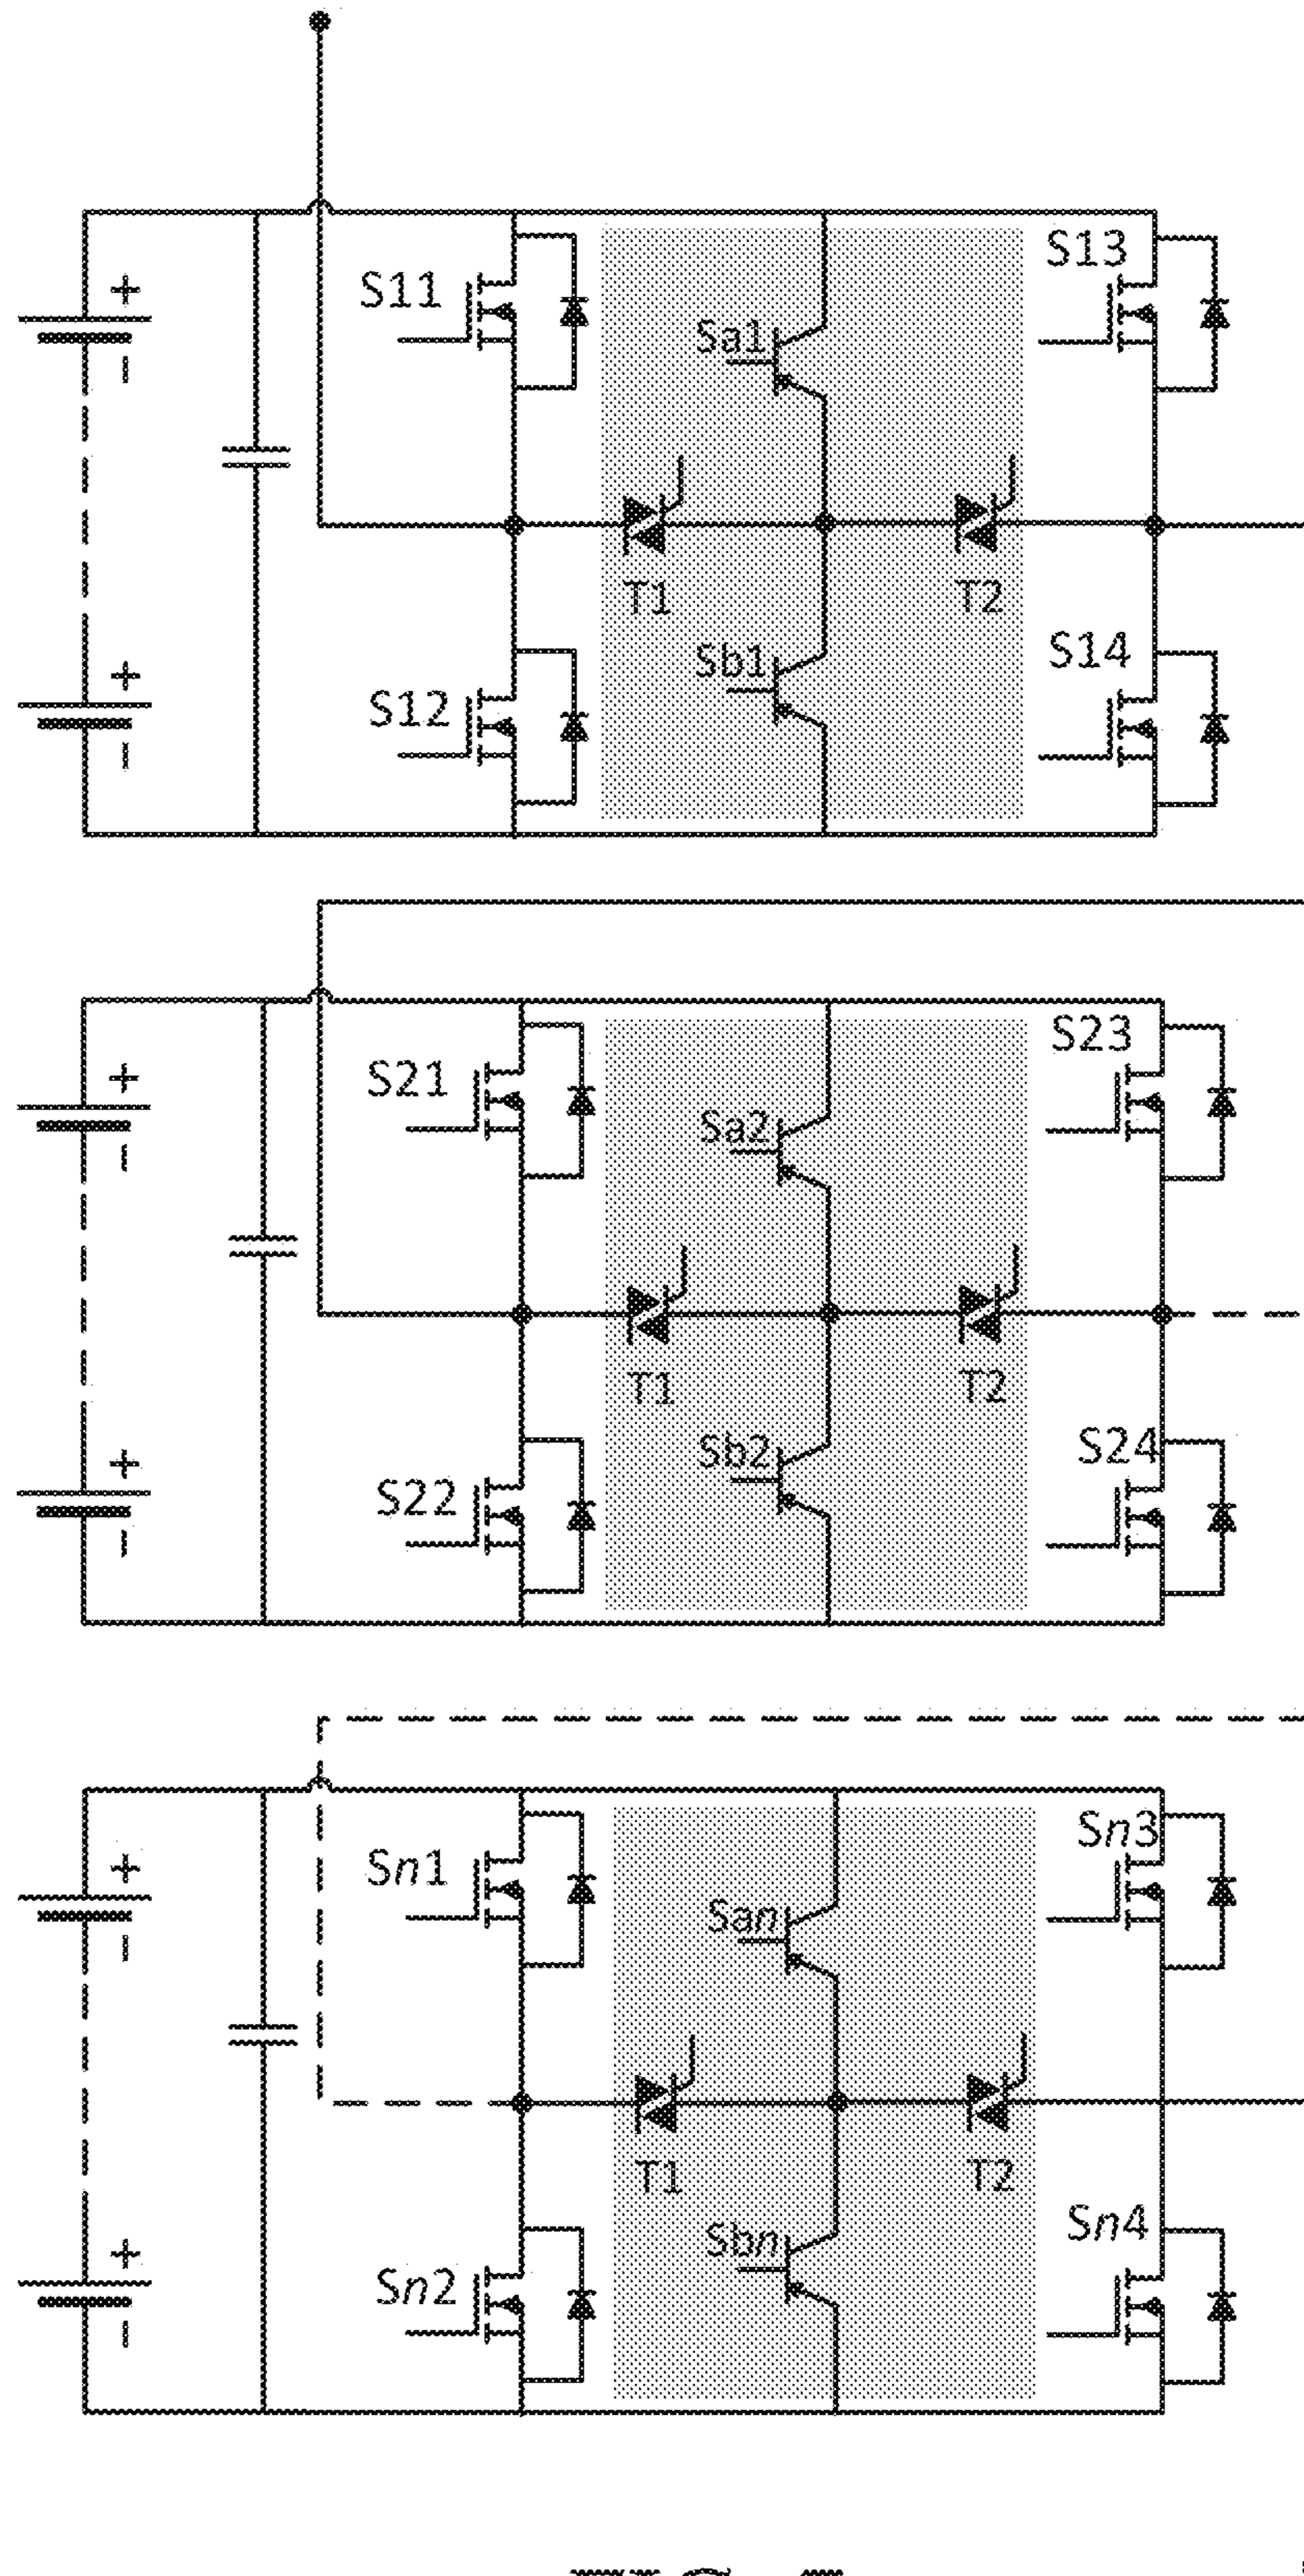 +
S11
S13
Sa1
−
T1
T2
+
Sb1
S14
S12
−
+
S21
S23
Sa2
−
T1
T2
+
Sb2
S24
S22
−
+
Sn1
Sn3
San
−
T1
T2
+
Sbn
Sn4
Sn2
−